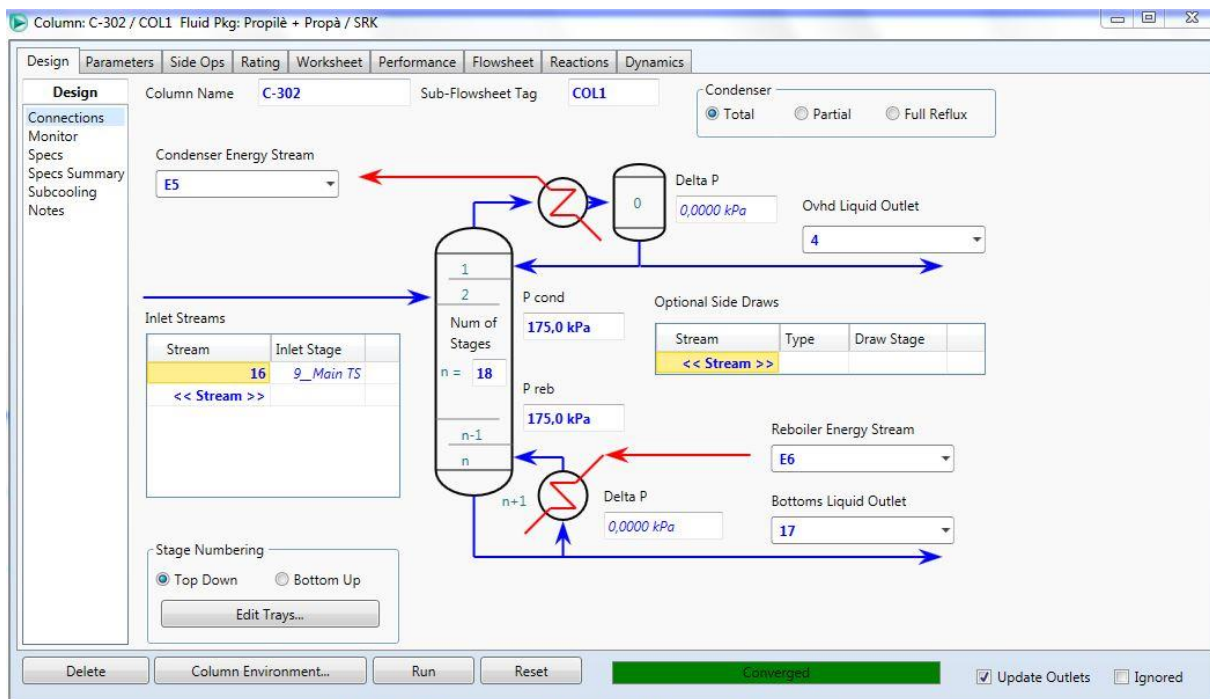 Column: C-302 / COL1 Fluid Pkg: Propilè + Propà / SRK
Design Parameters Side Ops Rating Worksheet Performance Flowsheet Reactions Dynamics
Design
Connections
Monitor
Specs
Specs Summary
Subcooling
Notes
Column Name C-302 Sub-Flowsheet Tag COL1
Condenser
Total Partial Full Reflux
Condenser Energy Stream
E5
0
Delta P
0,0000 kPa
Ovhd Liquid Outlet
4
Inlet Streams
Stream Inlet Stage
16 9__Main TS
<< Stream >>
1
2
Num of
Stages
n = 18
n-1
n
n+1
P cond
175,0 kPa
P reb
175,0 kPa
Optional Side Draws
Stream Type Draw Stage
<< Stream >>
Delta P
0,0000 kPa
Reboiler Energy Stream
E6
Bottoms Liquid Outlet
17
Stage Numbering
Top Down Bottom Up
Edit Trays...
Delete Column Environment... Run Reset Converged Update Outlets Ignored